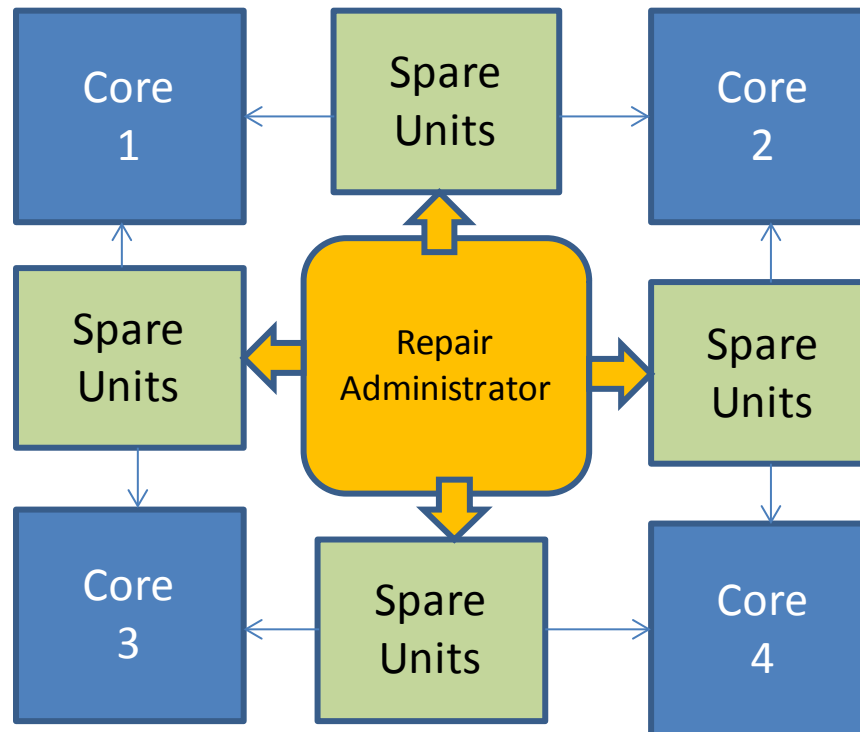 Core
1
Spare
Units
Core
2
Spare
Units
Repair
Administrator
Spare
Units
Core
3
Spare
Units
Core
4